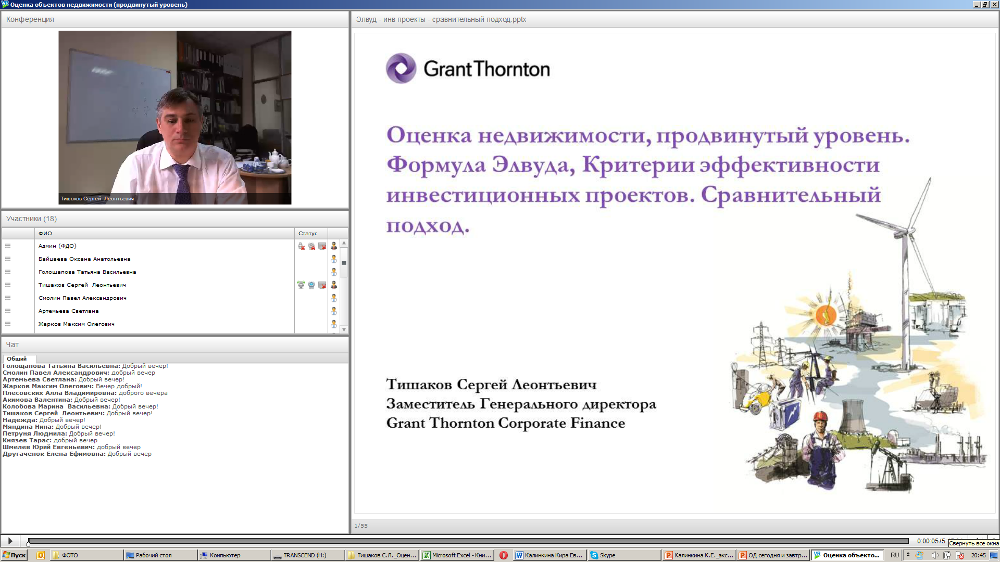 Оценка объектов недвижимости (продвинутый уровень)
Конференция
Тишаков Сергей Леонтьевич
Участники (18)
ФИО Статус
Админ (ФДО)
Байцаева Оксана Анатольевна
Голощапова Татьяна Васильевна
Тишаков Сергей Леонтьевич
Смолин Павел Александрович
Артемьева Светлана
Жарков Максим Олегович
Чат
Общий
Голощапова Татьяна Васильевна: Добрый вечер!
Смолин Павел Александрович: добрый вечер
Артемьева Светлана: Добрый вечер!
Жарков Максим Олегович: Вечер добрый!
Плесовских Алла Владимировна: доброго вечера
Акимова Валентина: Добрый вечер!
Колобова Марина Васильевна: Добрый вечер!
Тишаков Сергей Леонтьевич: Добрый вечер!
Надежда: Добрый вечер!
Мяндина Нина: Добрый вечер!
Петруня Людмила: Добрый вечер!
Князев Тарас: добрый вечер
Шмелев Юрий Евгеньевич: добрый вечер
Другаченок Елена Ефимовна: Добрый вечер
Элвуд - инв проекты - сравнительный подход.pptx
Grant Thornton
Оценка недвижимости, продвинутый уровень.
Формула Элвуда, Критерии эффективности
инвестиционных проектов. Сравнительный
подход.
Тишаков Сергей Леонтьевич
Заместитель Генерального директора
Grant Thornton Corporate Finance
1/55
0:00:05
Свернуть все окна
Пуск ФОТО Рабочий стол Компьютер TRANSCEND (H:) Тишаков С.Л._Оцен... Microsoft Excel - Кни... Калинкина Кира Ев... Skype Калинкина К.Е._экс... ОД сегодня и завтр... Оценка объекто... RU 20:45